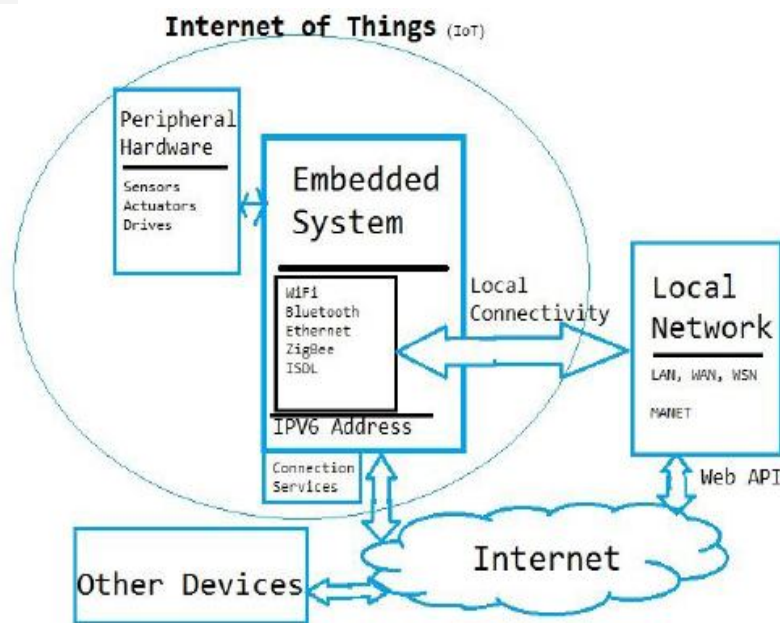 Internet of Things (IoT)
Peripheral
Hardware
Sensors
Actuators
Drives
Embedded
System
WiFi
Bluetooth
Ethernet
ZigBee
ISDL
IPV6 Address
Connection
Services
Local
Connectivity
Local
Network
LAN, WAN, WSN
MANET
Web API
Internet
Other Devices